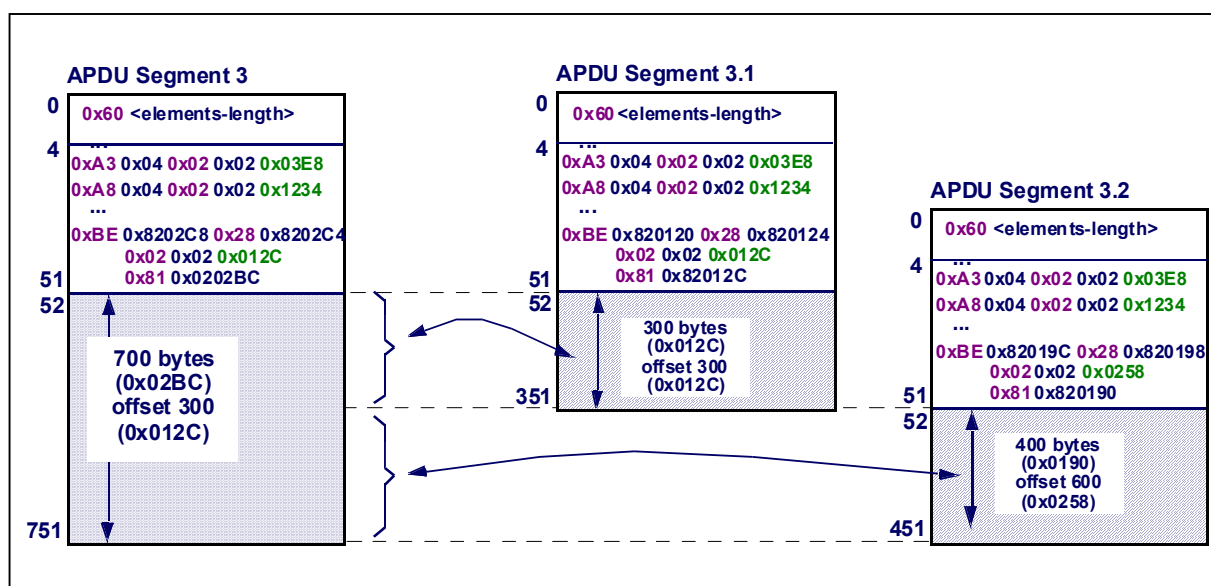 APDU Segment 3
0
0x60 <elements-length>
4
...
0xA3 0x04 0x02 0x02 0x03E8
0xA8 0x04 0x02 0x02 0x1234
...
0xBE 0x8202C8 0x28 0x8202C4
0x02 0x02 0x012C
0x81 0x0202BC
51
52
700 bytes
(0x02BC)
offset 300
(0x012C)
751
APDU Segment 3.1
0
0x60 <elements-length>
4
...
0xA3 0x04 0x02 0x02 0x03E8
0xA8 0x04 0x02 0x02 0x1234
...
0xBE 0x820120 0x28 0x820124
0x02 0x02 0x012C
0x81 0x82012C
51
52
300 bytes
(0x012C)
offset 300
(0x012C)
351
APDU Segment 3.2
0
0x60 <elements-length>
4
...
0xA3 0x04 0x02 0x02 0x03E8
0xA8 0x04 0x02 0x02 0x1234
...
0xBE 0x82019C 0x28 0x820198
0x02 0x02 0x0258
0x81 0x820190
51
52
400 bytes
(0x0190)
offset 600
(0x0258)
451